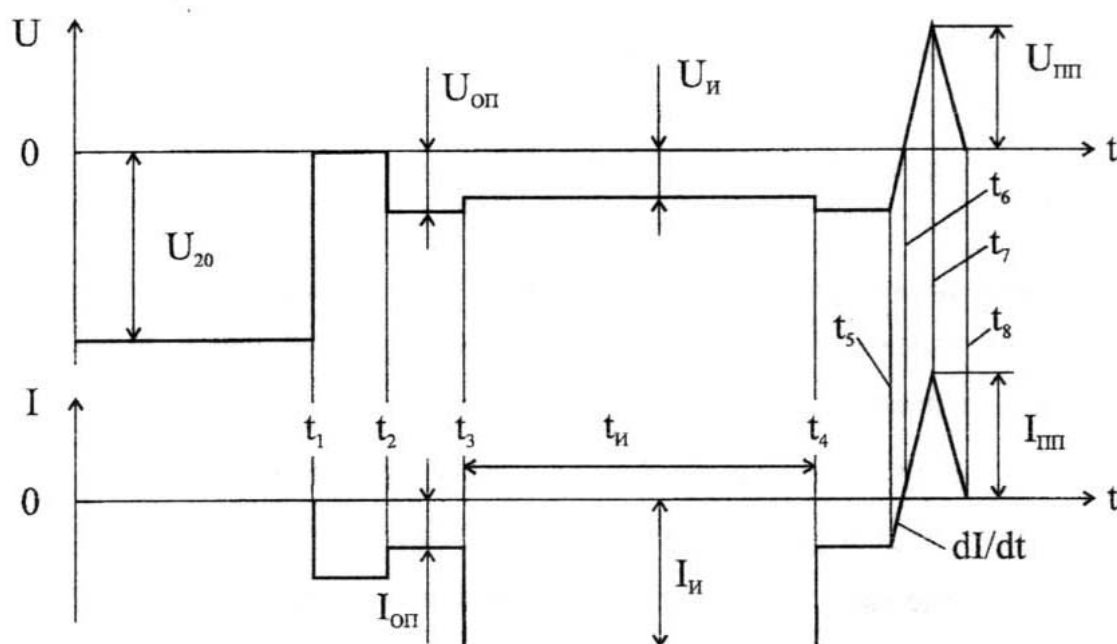 U
U_ОП
U_И
U_ПП
0
t
U_20
t_6
t_7
t_5
t_8
I
t_1
t_2
t_3
t_И
t_4
I_ПП
0
t
I_ОП
I_И
dI/dt